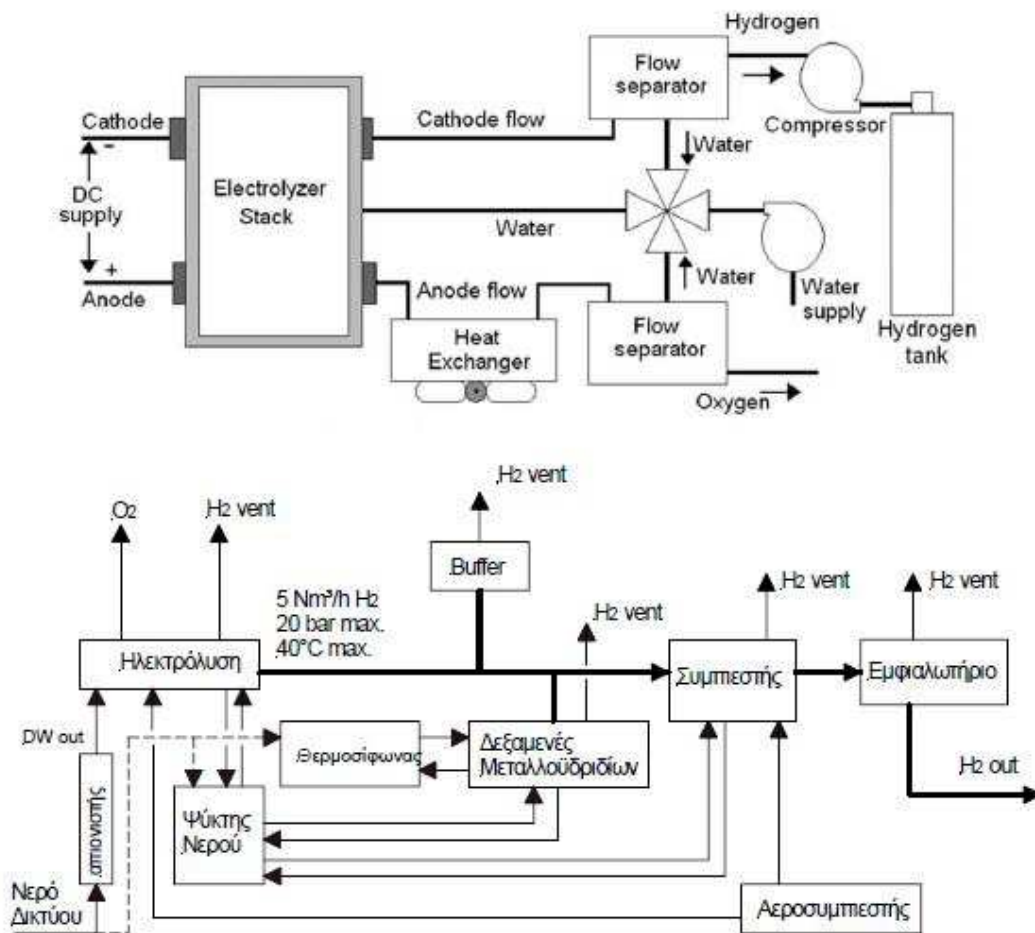 Hydrogen
Flow
separator
Cathode
−
Cathode flow
Water
Compressor
DC
supply
Electrolyzer
Stack
Water
+
Anode
Anode flow
Water
Water
supply
Heat
Exchanger
Flow
separator
Hydrogen
tank
Oxygen
H2 vent
O2
H2 vent
Buffer
5 Nm³/h H2
20 bar max.
40°C max.
H2 vent
H2 vent
H2 vent
Ηλεκτρόλυση
Συμπιεστής
Εμφιαλωτήριο
DW out
Θερμοσίφωνας
Δεξαμενές
Μεταλλοϋδριδίων
H2 out
απιονιστής
Ψύκτης
Νερού
Νερό
Δικτύου
Αεροσυμπιεστής